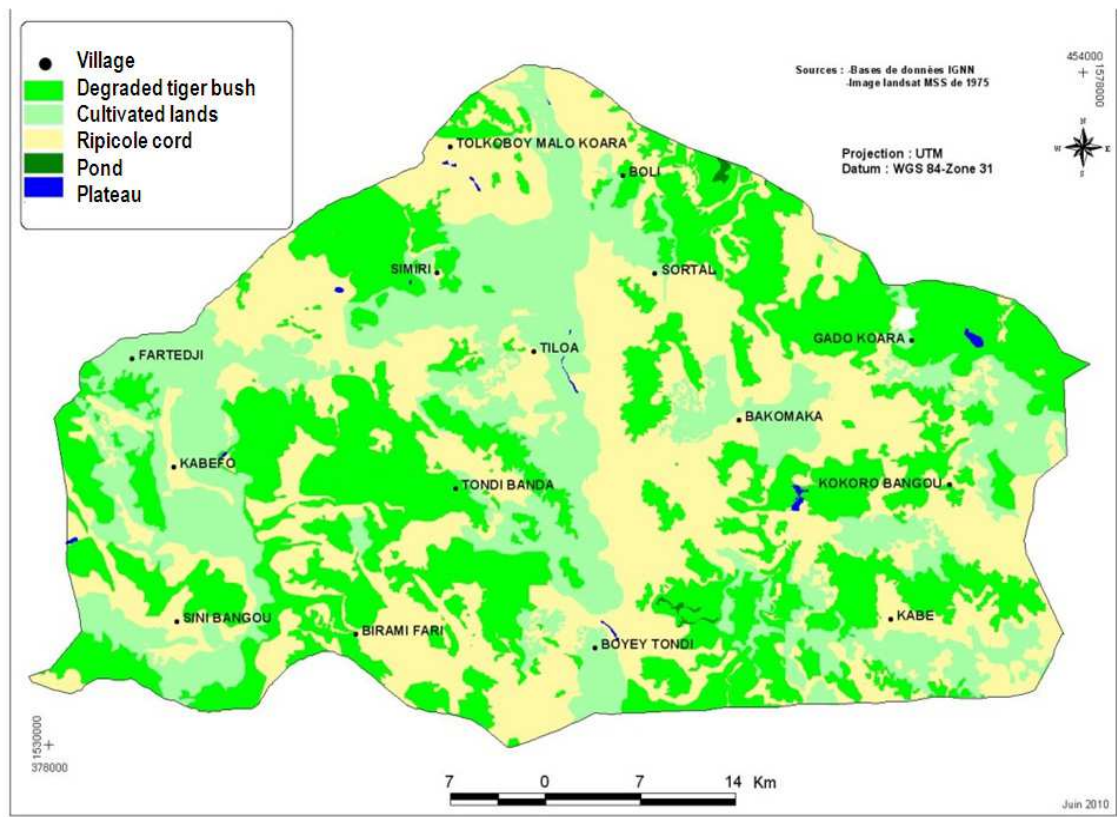 Village
Degraded tiger bush
Cultivated lands
Ripicole cord
Pond
Plateau
Sources : -Bases de données IGNN
-Image landsat MSS de 1975
454000
1578000
N
W E
S
Projection : UTM
Datum : WGS 84-Zone 31
TOLKOBOY MALO KOARA
BOLI
SIMIRI
SORTAL
GADO KOARA
TILOA
FARTEDJI
BAKOMAKA
KABEFO
TONDI BANDA
KOKORO BANGOU
SINI BANGOU
BIRAMI FARI
BOYEY TONDI
KABE
1530000
378000
7 0 7 14 Km
Juin 2010